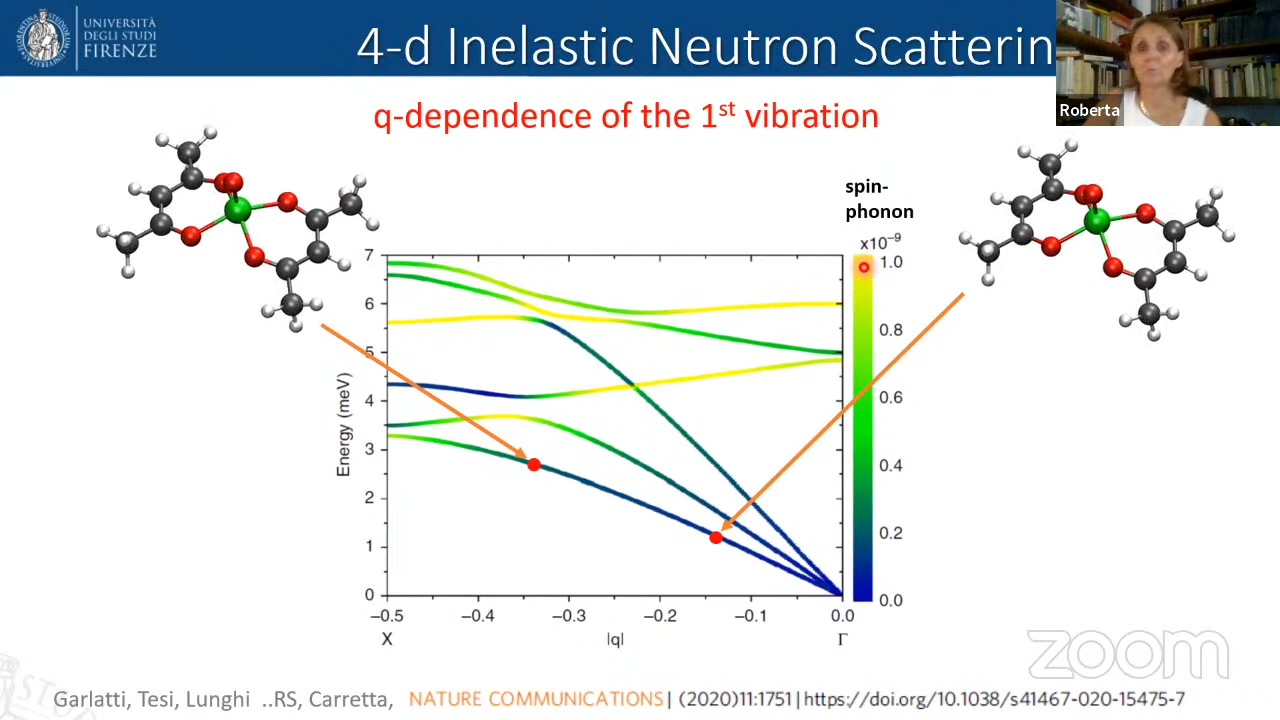 UNIVERSITÀ
DEGLI STUDI
FIRENZE
4-d Inelastic Neutron Scatterin
Roberta
q-dependence of the 1st vibration
spin-
phonon
x10−9
1.0
0.8
0.6
0.4
0.2
0.0
7
6
5
4
3
2
1
0
Energy (meV)
−0.5 −0.4 −0.3 −0.2 −0.1 0.0
X |q| Γ
zoom
Garlatti, Tesi, Lunghi ..RS, Carretta, NATURE COMMUNICATIONS| (2020)11:1751|https://doi.org/10.1038/s41467-020-15475-7